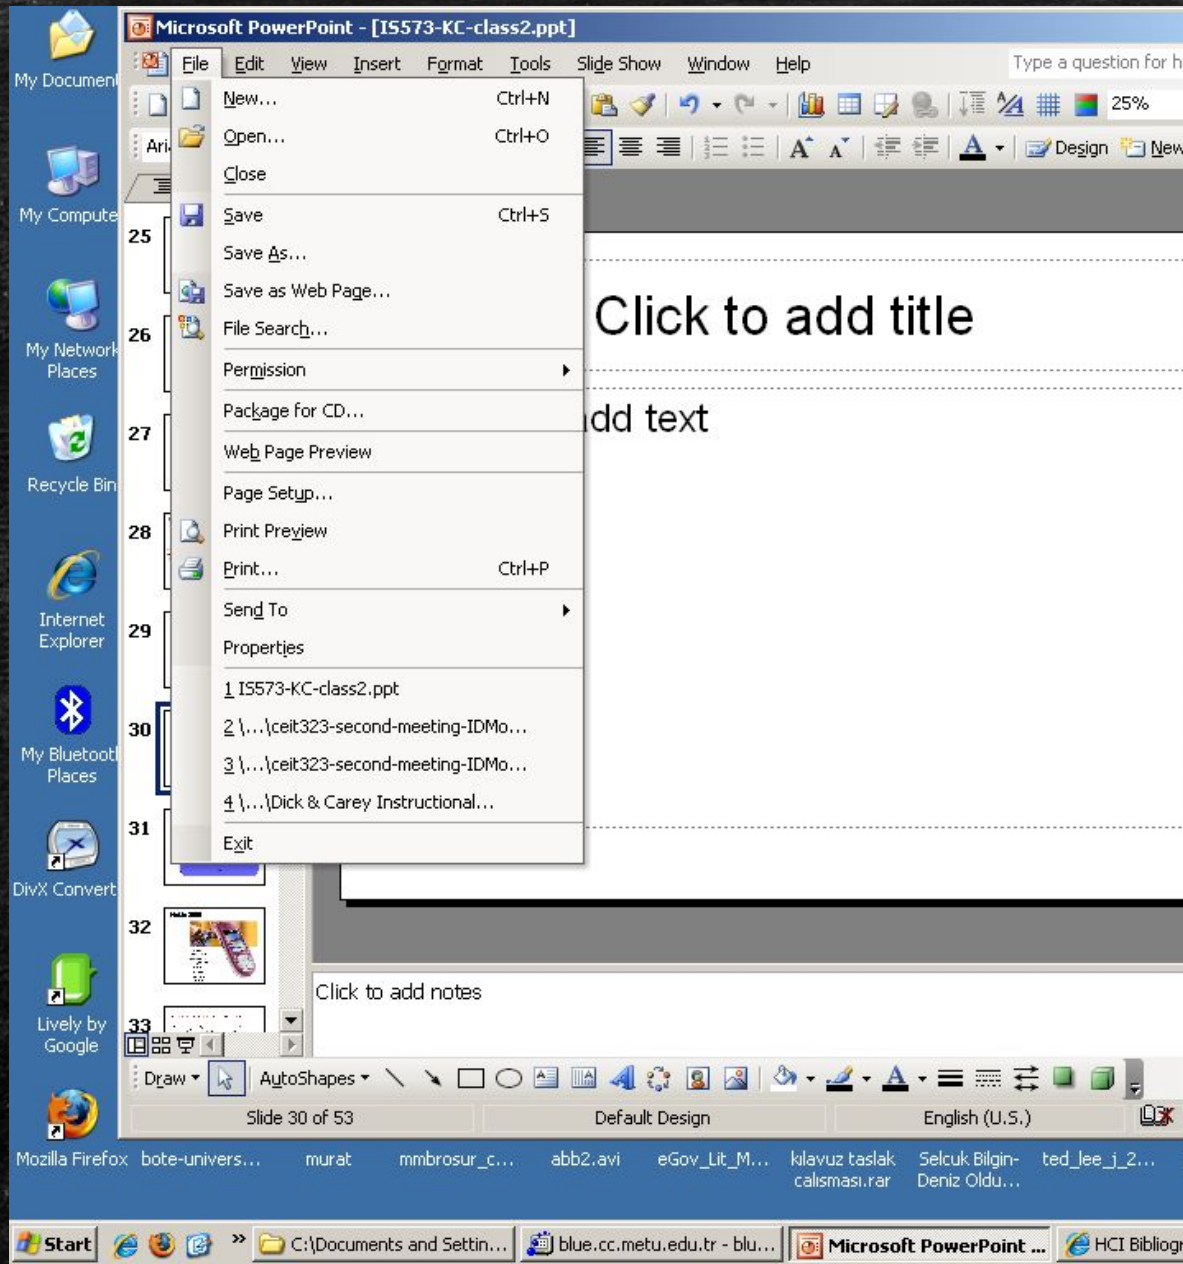 My Document
My Compute
My Network
Places
Recycle Bin
Internet
Explorer
My Bluetooth
Places
DivX Convert
Lively by
Google
Mozilla Firefox
Microsoft PowerPoint - [IS573-KC-class2.ppt]
File Edit View Insert Format Tools Slide Show Window Help
Type a question for h
25%
Ari
Design New
New... Ctrl+N
Open... Ctrl+O
Close
Save Ctrl+S
Save As...
Save as Web Page...
File Search...
Permission
Package for CD...
Web Page Preview
Page Setup...
Print Preview
Print... Ctrl+P
Send To
Properties
1 IS573-KC-class2.ppt
2 \...\ceit323-second-meeting-IDMo...
3 \...\ceit323-second-meeting-IDMo...
4 \...\Dick & Carey Instructional...
Exit
25
26
27
28
29
30
31
32
33
Click to add title
dd text
Click to add notes
Draw AutoShapes
Slide 30 of 53 Default Design English (U.S.)
bote-univers... murat mmbrosur_c... abb2.avi eGov_Lit_M... kılavuz taslak Selcuk Bilgin- ted_lee_j_2...
calısması.rar Deniz Oldu...
Start » C:\Documents and Settin... blue.cc.metu.edu.tr - blu... Microsoft PowerPoint ... HCI Bibliogr